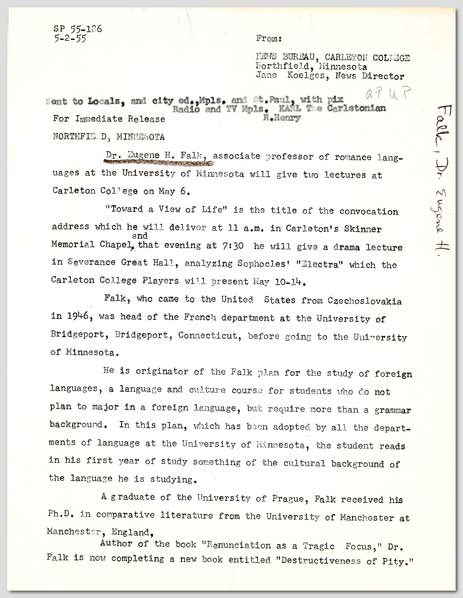 SP 55-106
5-2-55
From:
NEWS BUREAU, CARLETON COLLEGE
Northfield, Minnesota
Jane Koelges, News Director
AP UP
Sent to Locals, and city ed.,Mpls. and St.Paul, with pix
Radio and TV Mpls. KARL The Carletonian
For Immediate Release R.Henry
NORTHFIELD, MINNESOTA
Dr. Eugene H. Falk, associate professor of romance lang-
uages at the University of Minnesota will give two lectures at
Carleton College on May 6.
"Toward a View of Life" is the title of the convocation
address which he will deliver at 11 a.m. in Carleton's Skinner
and
Memorial Chapel, that evening at 7:30 he will give a drama lecture
in Severance Great Hall, analyzing Sophocles' "Electra" which the
Carleton College Players will present May 10-14.
Falk, who came to the United States from Czechoslovakia
in 1946, was head of the French department at the University of
Bridgeport, Bridgeport, Connecticut, before going to the University
of Minnesota.
He is originator of the Falk plan for the study of foreign
languages, a language and culture course for students who do not
plan to major in a foreign language, but require more than a grammar
background. In this plan, which has been adopted by all the depart-
ments of language at the University of Minnesota, the student reads
in his first year of study something of the cultural background of
the language he is studying.
A graduate of the University of Prague, Falk received his
Ph.D. in comparative literature from the University of Manchester at
Manchester, England,
Author of the book "Renunciation as a Tragic Focus," Dr.
Falk is now completing a new book entitled "Destructiveness of Pity."
Falk, Dr. Eugene H.